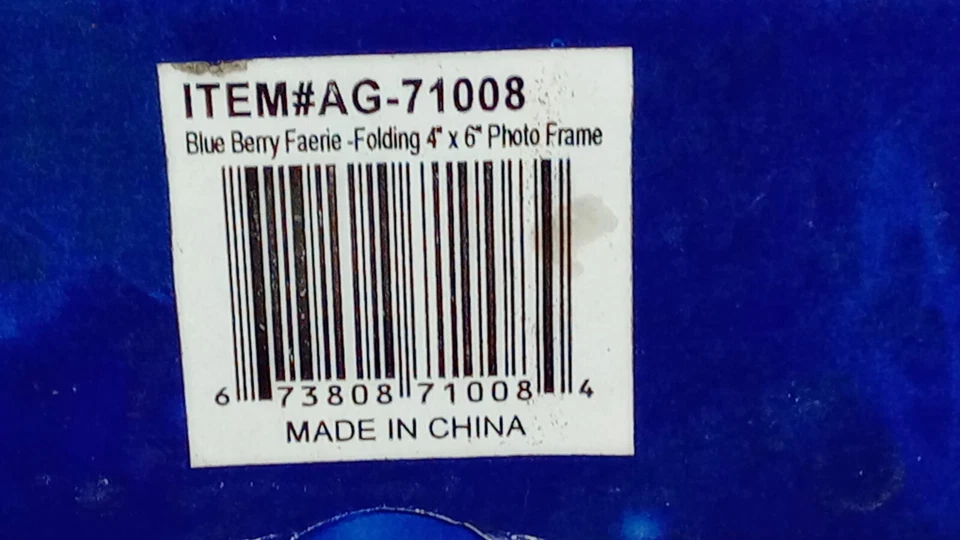 ITEM#AG-71008
Blue Berry Faerie -Folding 4" x 6" Photo Frame
6 73808 71008 4
MADE IN CHINA